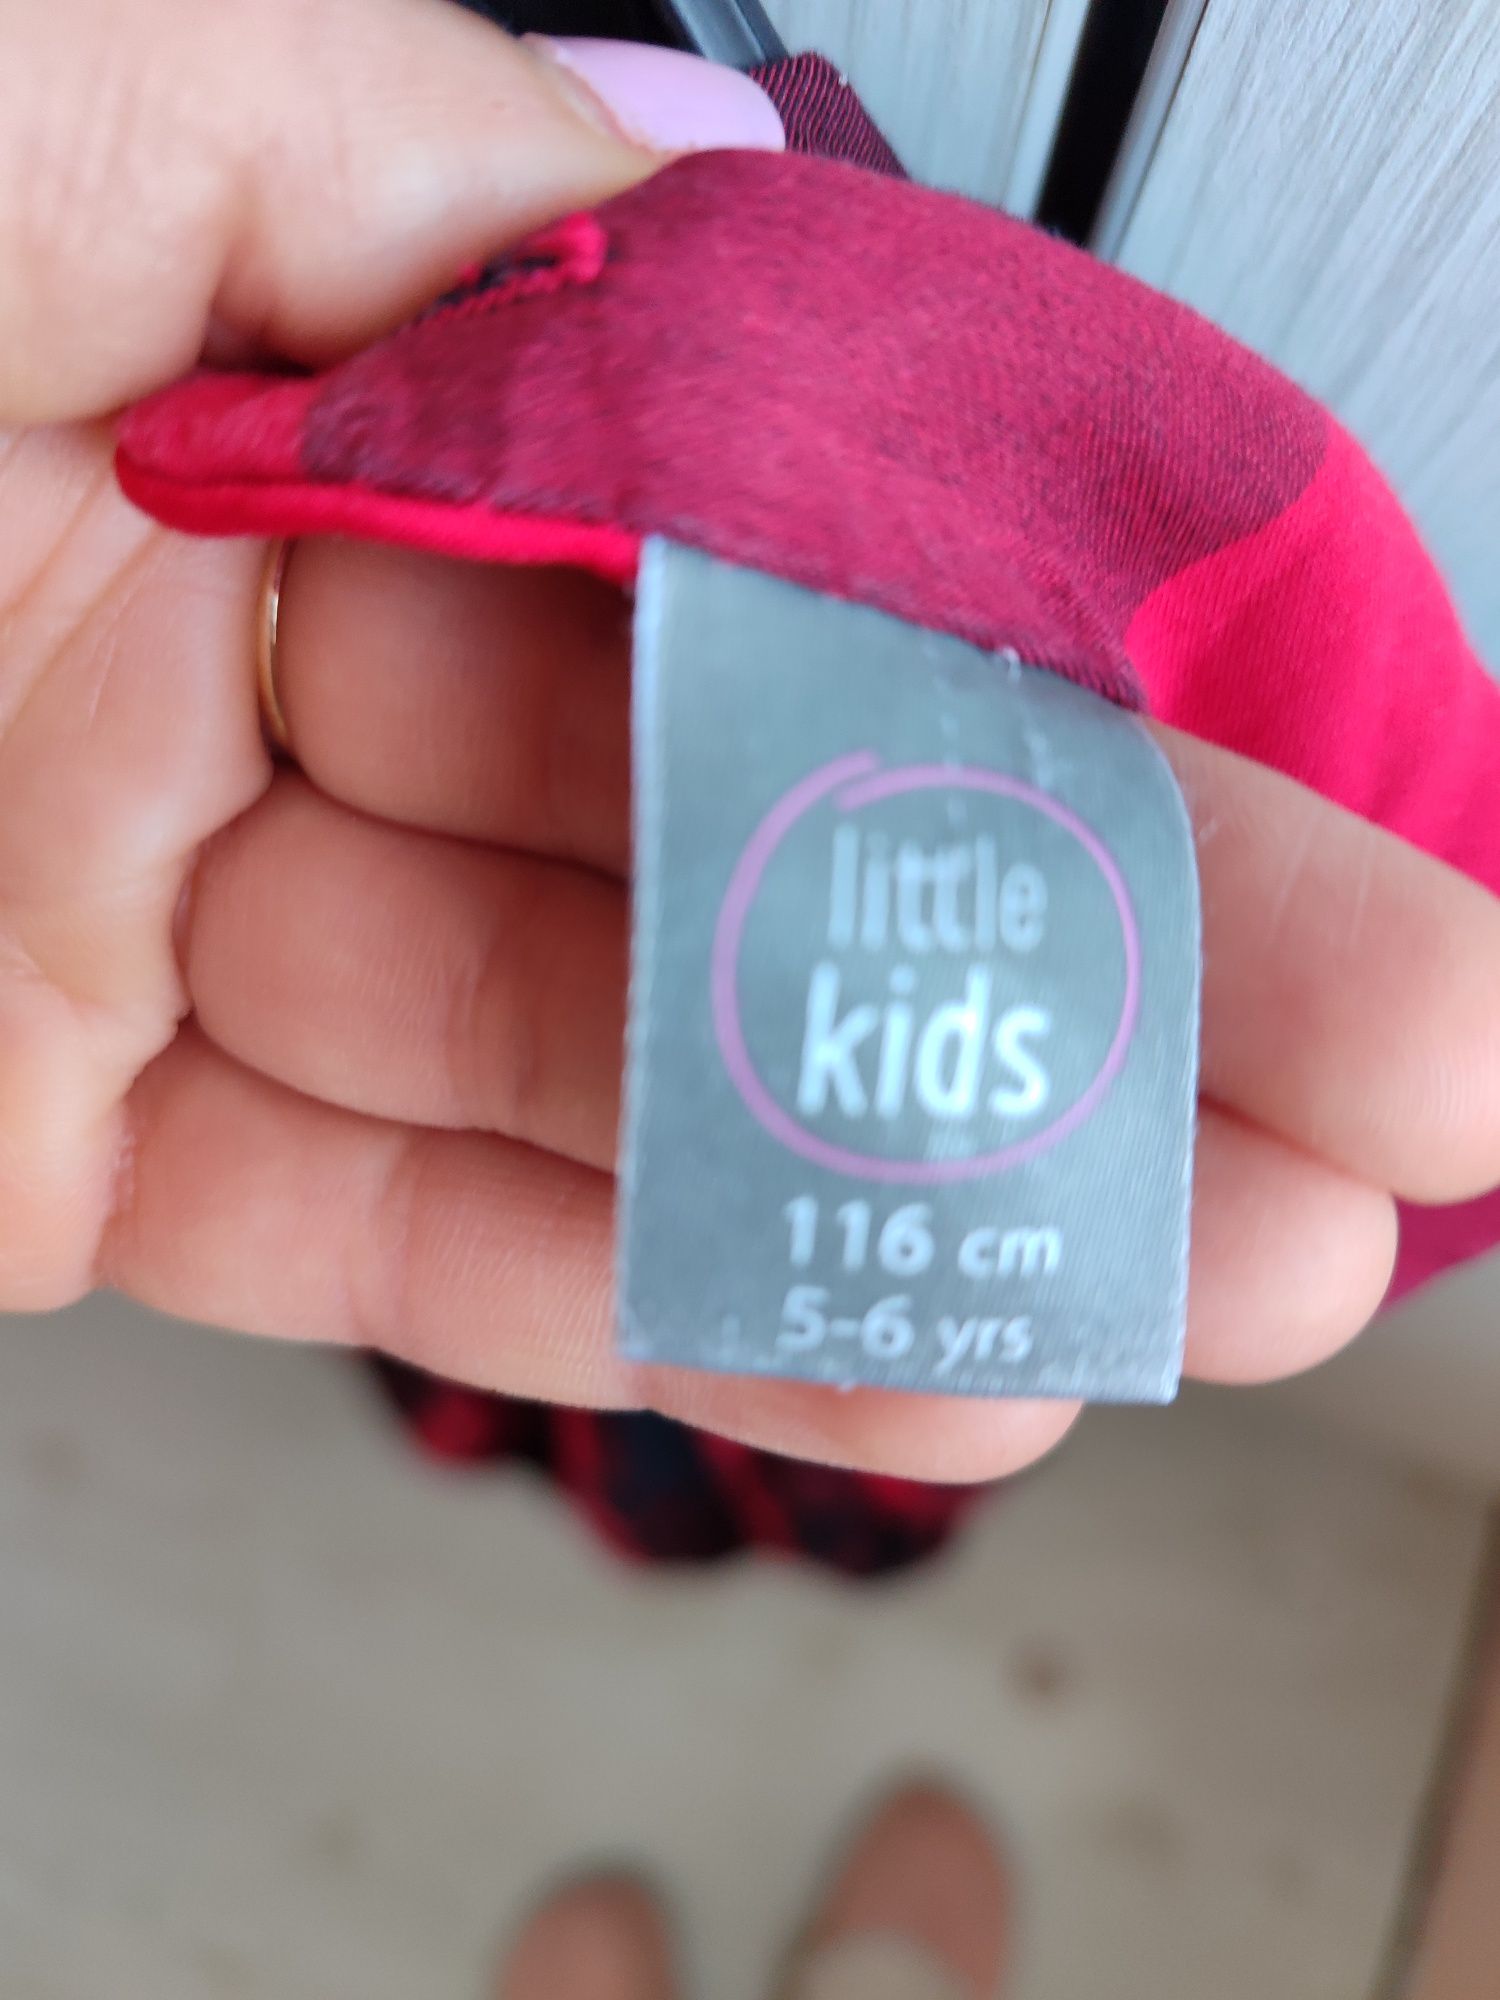 little
kids
116 cm
5-6 yrs